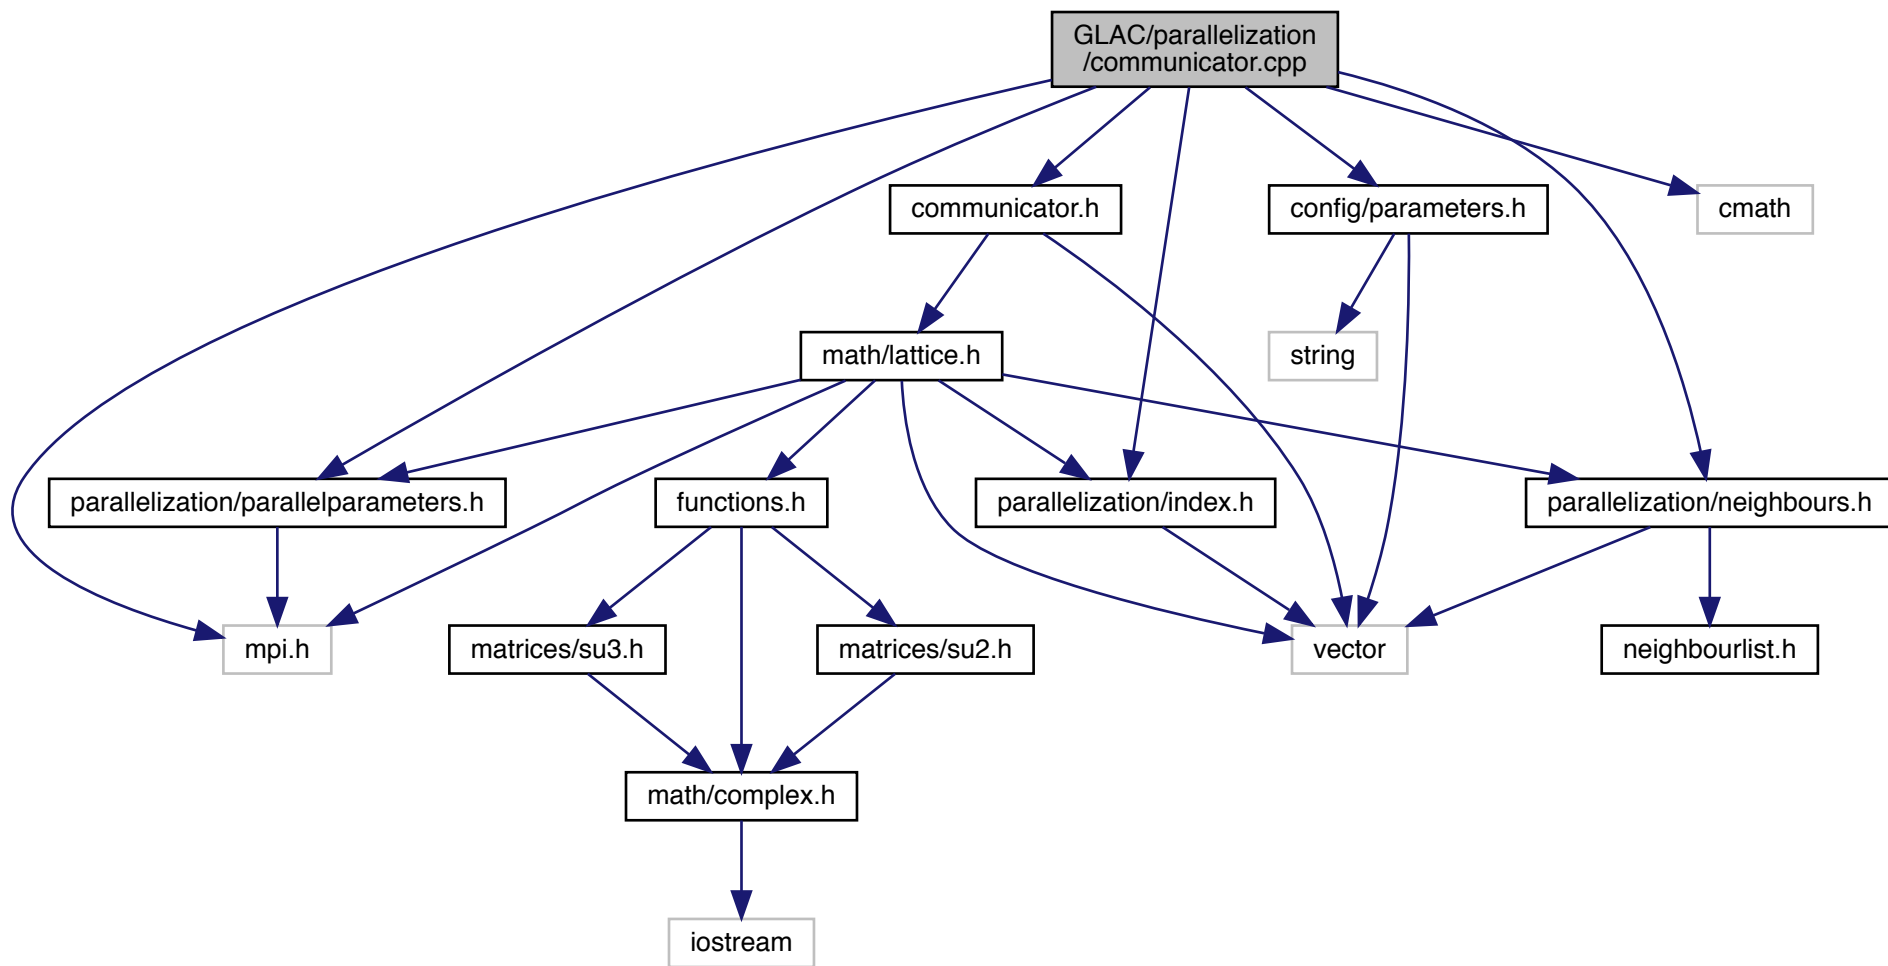 GLAC/parallelization
/communicator.cpp
communicator.h
config/parameters.h
cmath
math/lattice.h
string
parallelization/parallelparameters.h
functions.h
parallelization/index.h
parallelization/neighbours.h
mpi.h
matrices/su3.h
matrices/su2.h
vector
neighbourlist.h
math/complex.h
iostream